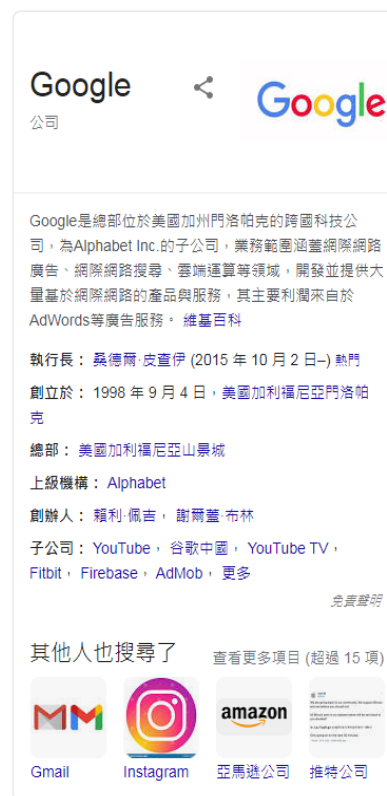 Google
Google
公司
Google是總部位於美國加州門洛帕克的跨國科技公
司，為Alphabet Inc.的子公司，業務範圍涵蓋網際網路
廣告、網際網路搜尋、雲端運算等領域，開發並提供大
量基於網際網路的產品與服務，其主要利潤來自於
AdWords等廣告服務。 維基百科
執行長： 桑德爾·皮查伊 (2015 年 10 月 2 日–) 熱門
創立於： 1998 年 9 月 4 日，美國加利福尼亞門洛帕
克
總部： 美國加利福尼亞山景城
上級機構： Alphabet
創辦人： 賴利·佩吉， 謝爾蓋·布林
子公司： YouTube， 谷歌中國， YouTube TV，
Fitbit， Firebase， AdMob， 更多
免責聲明
其他人也搜尋了
查看更多項目 (超過 15 項)
amazon
Gmail
Instagram
亞馬遜公司
推特公司